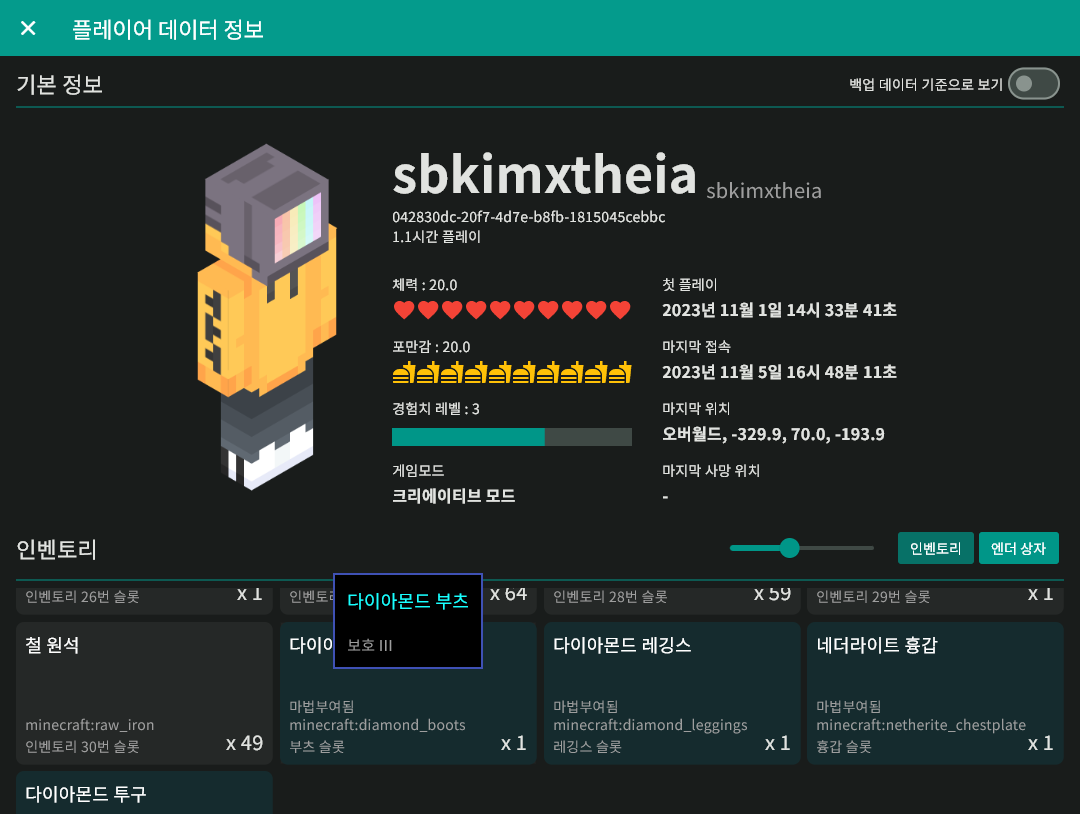 플레이어 데이터 정보
기본 정보
백업 데이터 기준으로 보기
sbkimxtheia sbkimxtheia
042830dc-20f7-4d7e-b8fb-1815045cebbc
1.1시간 플레이
체력 : 20.0
첫 플레이
2023년 11월 1일 14시 33분 41초
포만감 : 20.0
마지막 접속
2023년 11월 5일 16시 48분 11초
경험치 레벨 : 3
마지막 위치
오버월드, -329.9, 70.0, -193.9
게임모드
크리에이티브 모드
마지막 사망 위치
-
인벤토리
인벤토리
엔더 상자
인벤토리 26번 슬롯 x 1
x 64
인벤토리 28번 슬롯 x 59
인벤토리 29번 슬롯 x 1
다이아몬드 부츠
보호 III
철 원석
minecraft:raw_iron
인벤토리 30번 슬롯 x 49
마법부여됨
minecraft:diamond_boots
부츠 슬롯 x 1
다이아몬드 레깅스
마법부여됨
minecraft:diamond_leggings
레깅스 슬롯 x 1
네더라이트 흉갑
마법부여됨
minecraft:netherite_chestplate
흉갑 슬롯 x 1
다이아몬드 투구